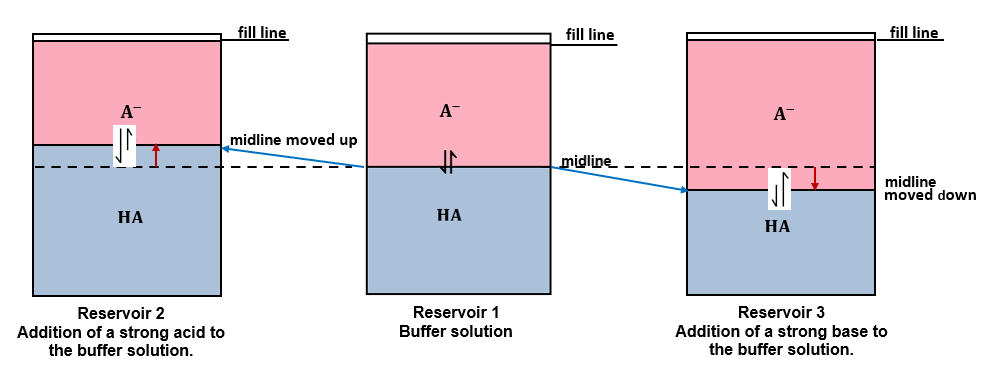 fill line
A⁻
midline moved up
HA
Reservoir 2
Addition of a strong acid to
the buffer solution.
fill line
A⁻
midline
HA
Reservoir 1
Buffer solution
fill line
A⁻
midline
moved down
HA
Reservoir 3
Addition of a strong base to
the buffer solution.